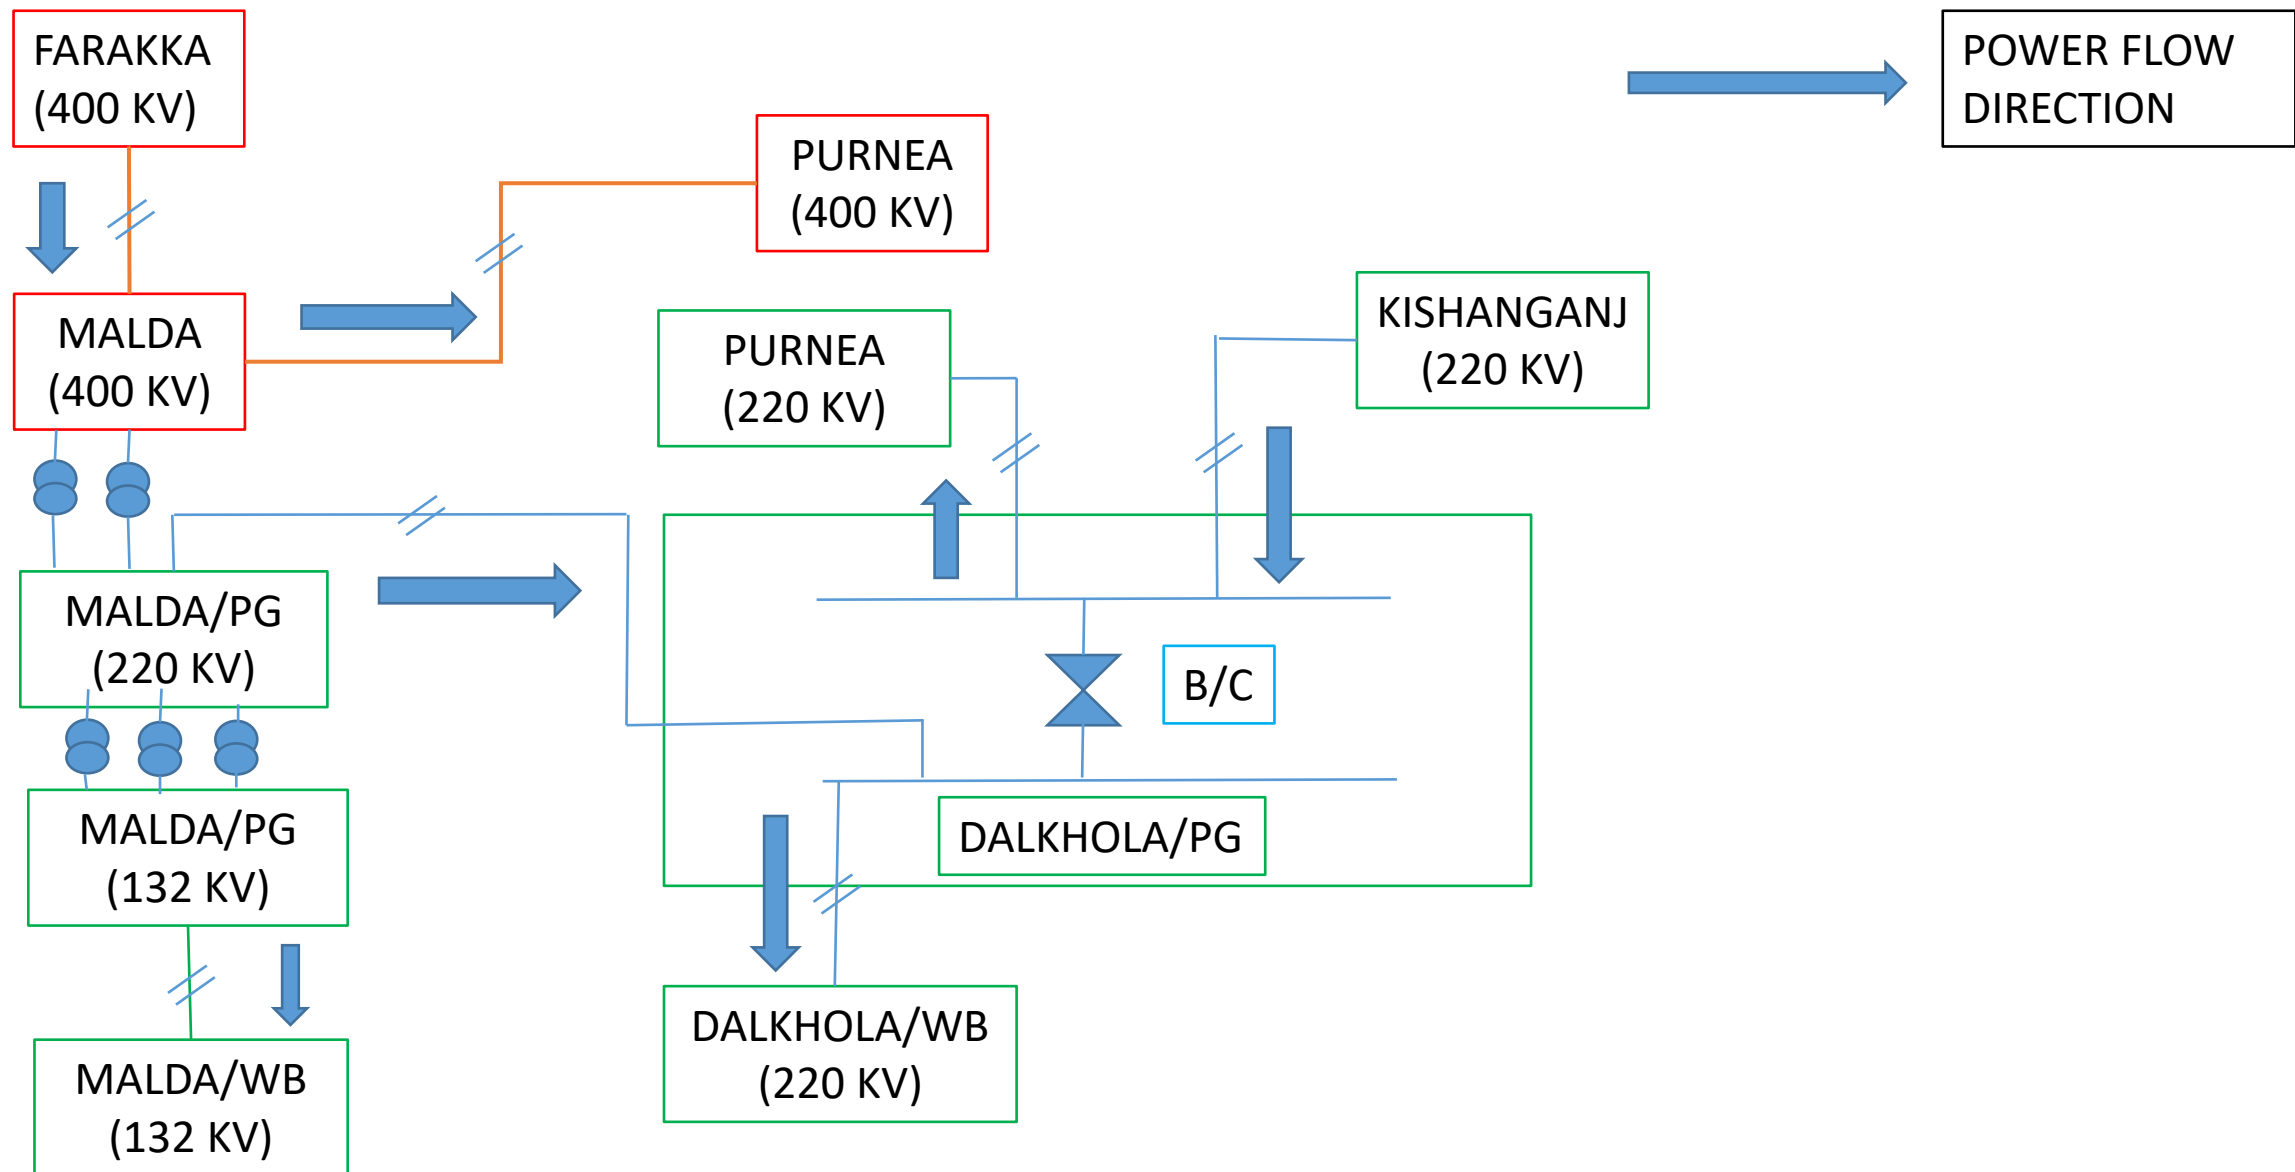 FARAKKA
(400 KV)
POWER FLOW
DIRECTION
PURNEA
(400 KV)
MALDA
(400 KV)
PURNEA
(220 KV)
KISHANGANJ
(220 KV)
MALDA/PG
(220 KV)
B/C
MALDA/PG
(132 KV)
DALKHOLA/PG
DALKHOLA/WB
(220 KV)
MALDA/WB
(132 KV)